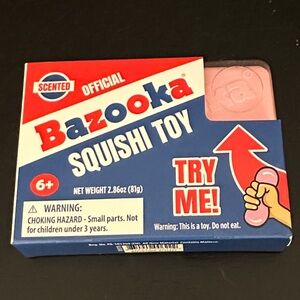 SCENTED
OFFICIAL
Bazooka
SQUISHI TOY
NET WEIGHT 2.86oz (81g)
6+
TRY
ME!
WARNING:
CHOKING HAZARD - Small parts. Not
for children under 3 years.
Warning: This is a toy. Do not eat.